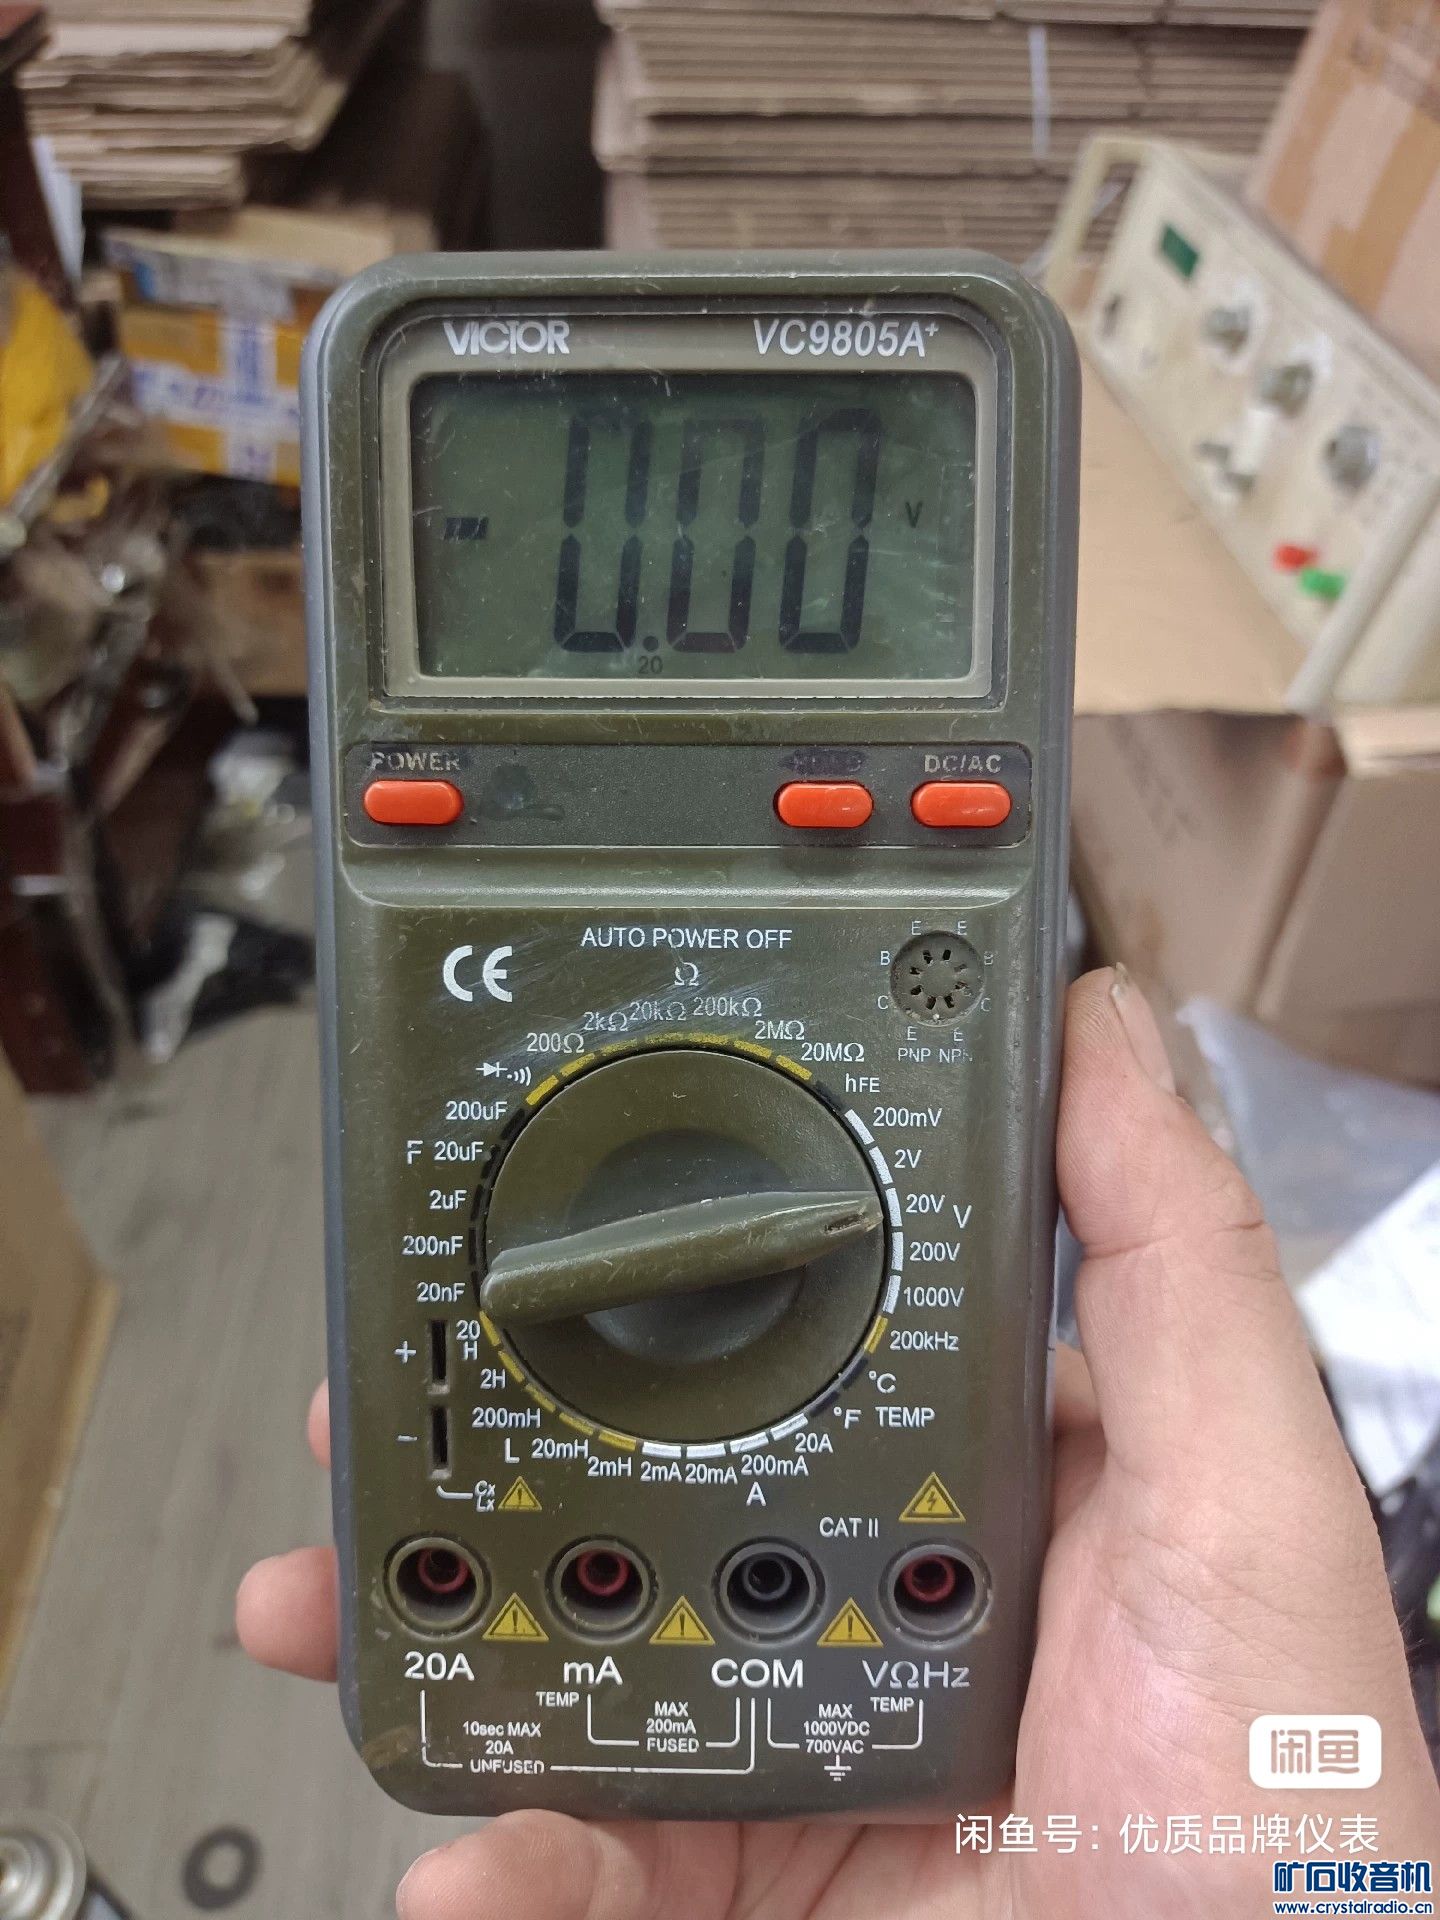 VICTOR
VC9805A+
- 0.00 V
20
POWER
DC/AC
CE
AUTO POWER OFF
Ω
200Ω
2kΩ
20kΩ
200kΩ
2MΩ
20MΩ
hFE
200mV
2V
20V
V
200V
1000V
200kHz
°C
°F TEMP
20A
200mA
A
20mA
2mA
2mH
20mH
L
200mH
2H
20
H
20nF
200nF
2uF
F 20uF
200uF
E E
B B
C C
E E
PNP NPN
+
-
Cx
Lx
CAT II
20A
mA
COM
VΩHz
TEMP
TEMP
10sec MAX
20A
UNFUSED
MAX
200mA
FUSED
MAX
1000VDC
700VAC
闲鱼
闲鱼号：优质品牌仪表
矿石收音机
www.crystalradio.cn